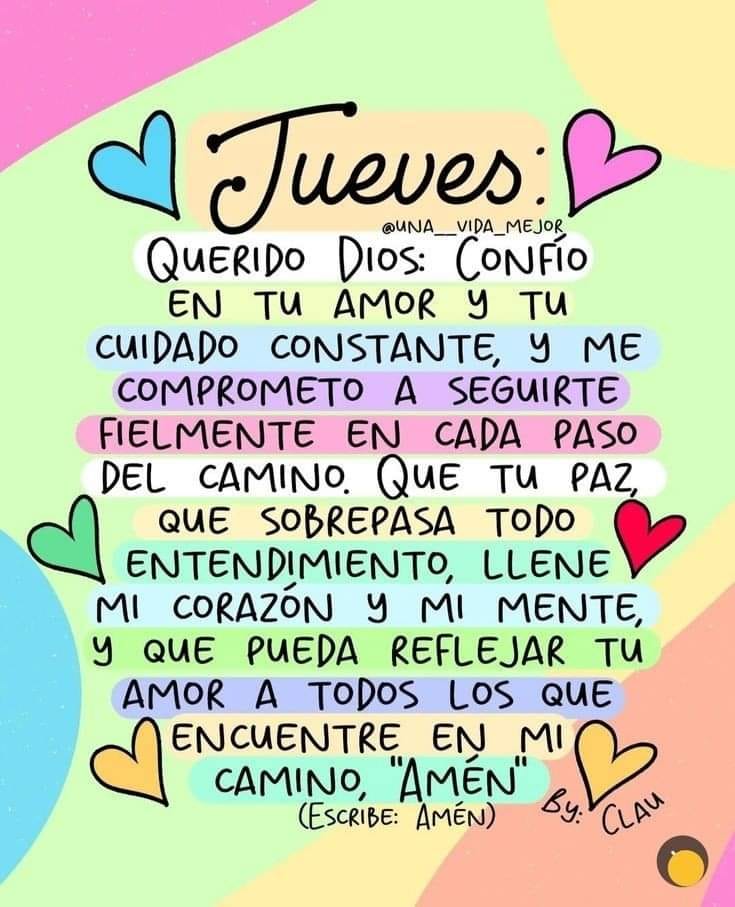 Jueves:
@UNA__VIDA_MEJOR
QUERIDO DIOS: CONFÍO
EN TU AMOR Y TU
CUIDADO CONSTANTE, Y ME
COMPROMETO A SEGUIRTE
FIELMENTE EN CADA PASO
DEL CAMINO. QUE TU PAZ,
QUE SOBREPASA TODO
ENTENDIMIENTO, LLENE
MI CORAZÓN Y MI MENTE,
Y QUE PUEDA REFLEJAR TU
AMOR A TODOS LOS QUE
ENCUENTRE EN MI
CAMINO, "AMÉN"
(ESCRIBE: AMÉN)
By: CLAU